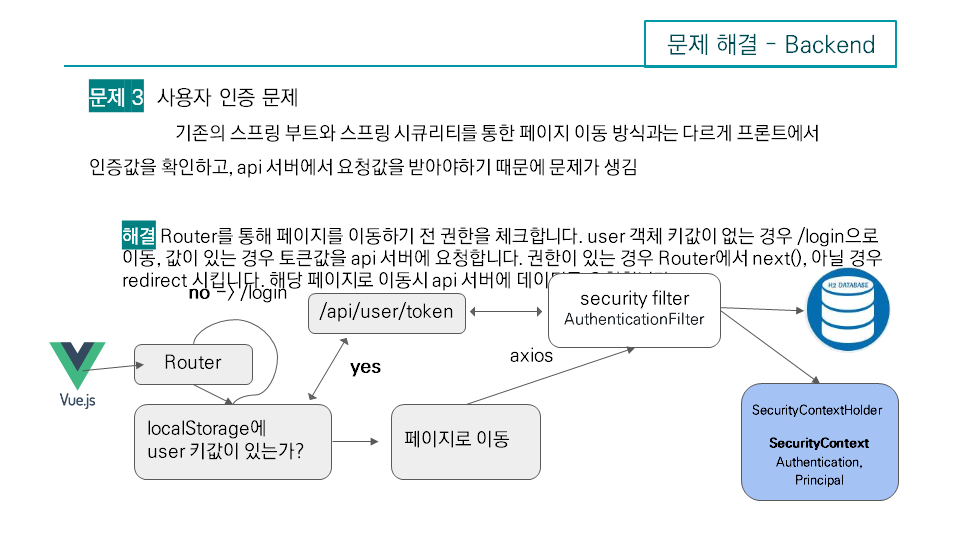 문제 해결 - Backend
문제 3 사용자 인증 문제
기존의 스프링 부트와 스프링 시큐리티를 통한 페이지 이동 방식과는 다르게 프론트에서
인증값을 확인하고, api 서버에서 요청값을 받아야하기 때문에 문제가 생김
해결 Router를 통해 페이지를 이동하기 전 권한을 체크합니다. user 객체 키값이 없는 경우 /login으로
이동, 값이 있는 경우 토큰값을 api 서버에 요청합니다. 권한이 있는 경우 Router에서 next(), 아닐 경우
redirect 시킵니다. 해당 페이지로 이동시 api 서버에
no -> /login
/api/user/token
security filter
AuthenticationFilter
H2 DATABASE
Router
yes
axios
Vue.js
localStorage에
user 키값이 있는가?
페이지로 이동
SecurityContextHolder
SecurityContext
Authentication,
Principal